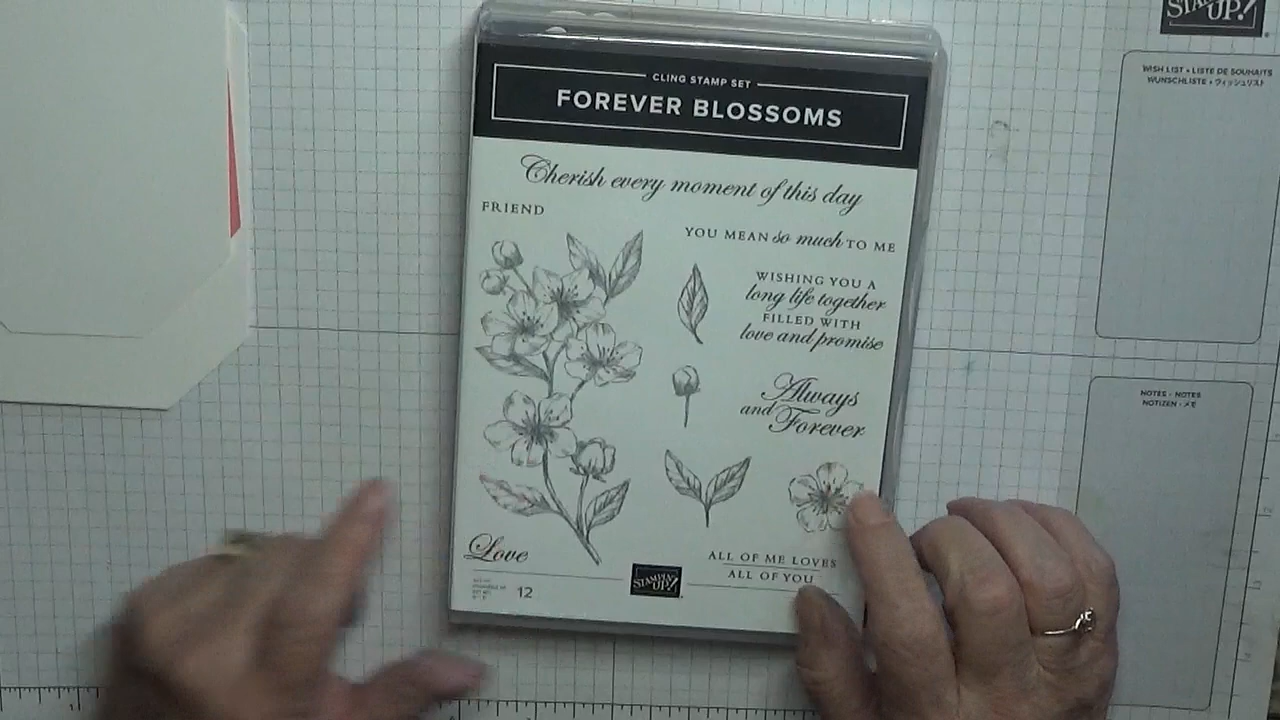 STAMPIN' UP!
WISH LIST • LISTE DE SOUHAITS
WUNSCHLISTE • ウィッシュリスト
CLING STAMP SET
FOREVER BLOSSOMS
Cherish every moment of this day
FRIEND
YOU MEAN so much TO ME
WISHING YOU A
long life together
FILLED WITH
love and promise
Always
and Forever
NOTES • NOTES
NOTIZEN • メモ
Love
ALL OF ME LOVES
ALL OF YOU
12
STAMPIN' UP!